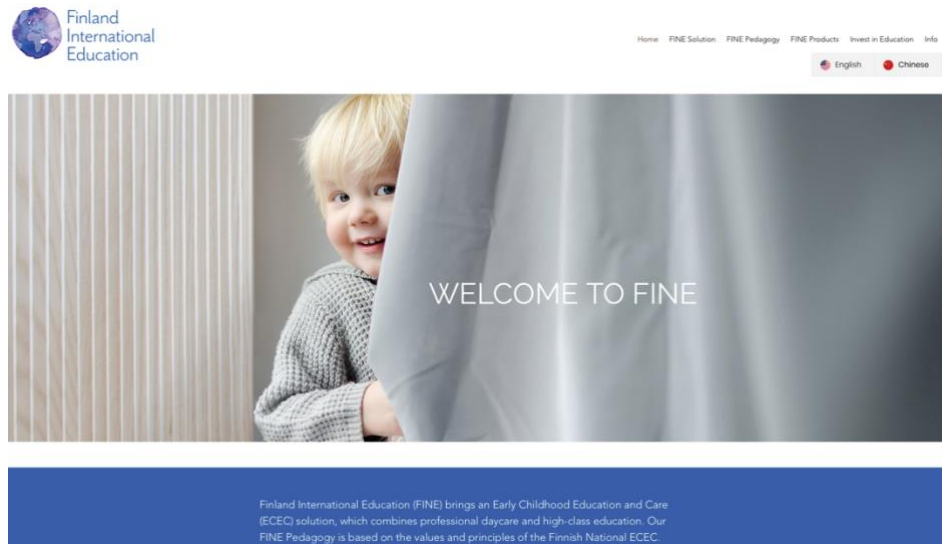 Finland
International
Education
Home FINE Solution FINE Pedagogy FINE Products Invest in Education Info
English Chinese
WELCOME TO FINE
Finland International Education (FINE) brings an Early Childhood Education and Care
(ECEC) solution, which combines professional daycare and high-class education. Our
FINE Pedagogy is based on the values and principles of the Finnish National ECEC.